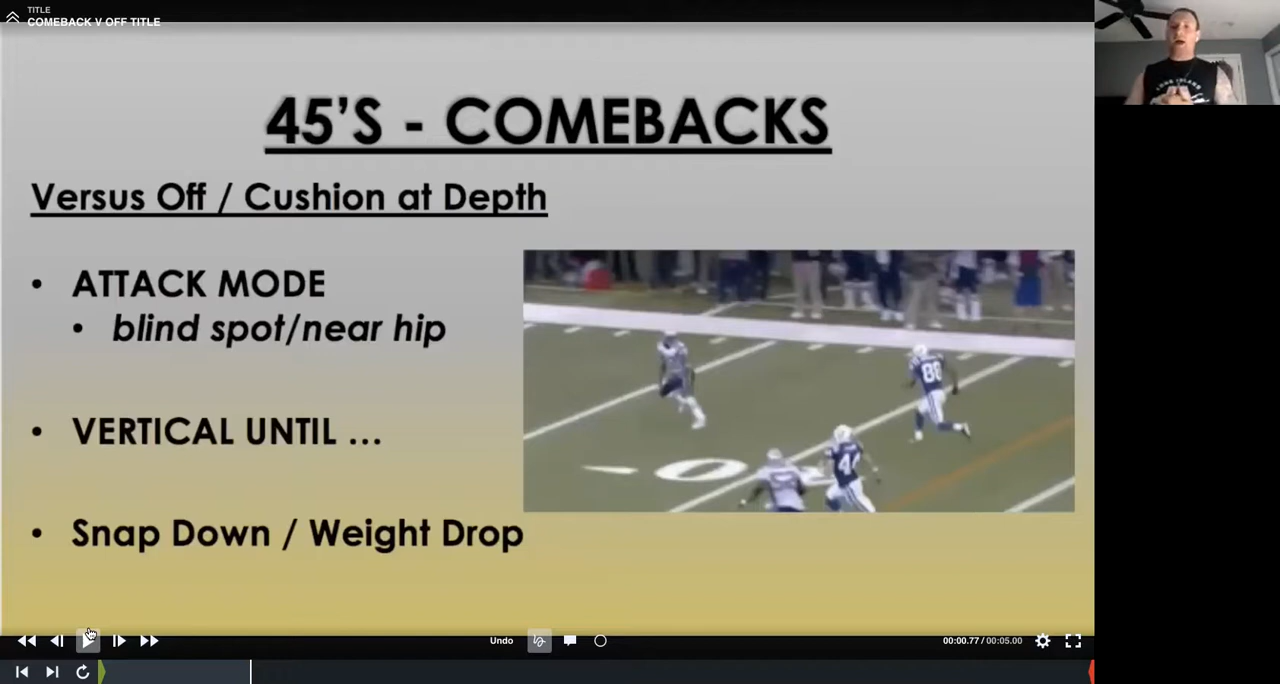 TITLE
COMEBACK V OFF TITLE
45'S - COMEBACKS
Versus Off / Cushion at Depth
• ATTACK MODE
• blind spot/near hip
• VERTICAL UNTIL ...
• Snap Down / Weight Drop
80
Undo
00:00.77 / 00:05.00